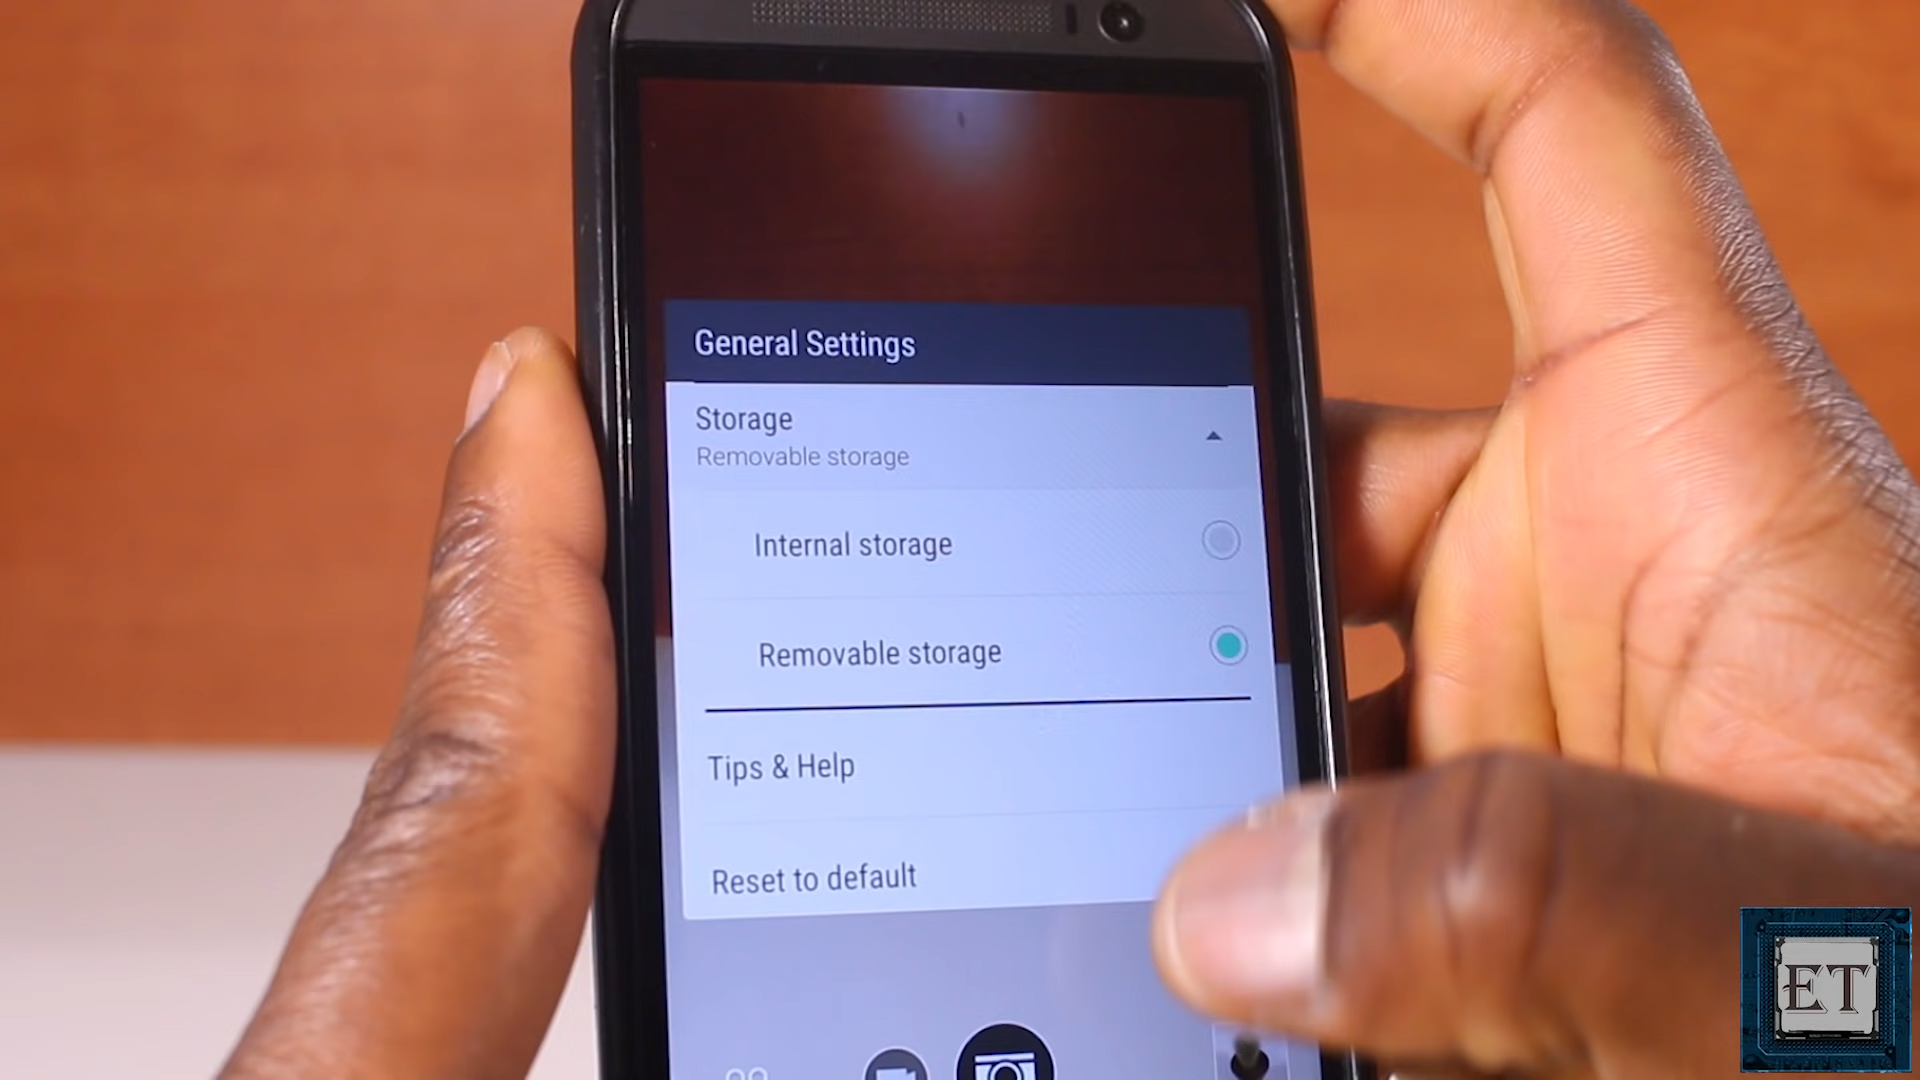 General Settings
Storage
Removable storage
Internal storage
Removable storage
Tips & Help
Reset to default
ET